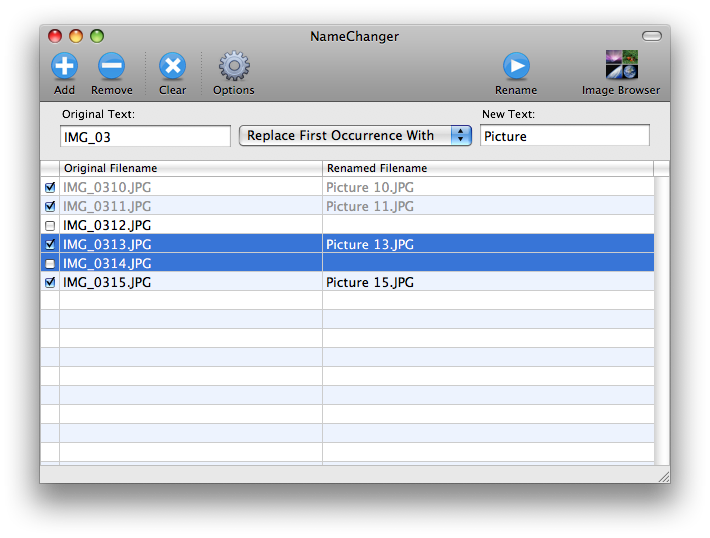 NameChanger
Add Remove Clear Options Rename Image Browser
Original Text: New Text:
IMG_03 Replace First Occurrence With Picture
Original Filename Renamed Filename
IMG_0310.JPG Picture 10.JPG
IMG_0311.JPG Picture 11.JPG
IMG_0312.JPG
IMG_0313.JPG Picture 13.JPG
IMG_0314.JPG
IMG_0315.JPG Picture 15.JPG